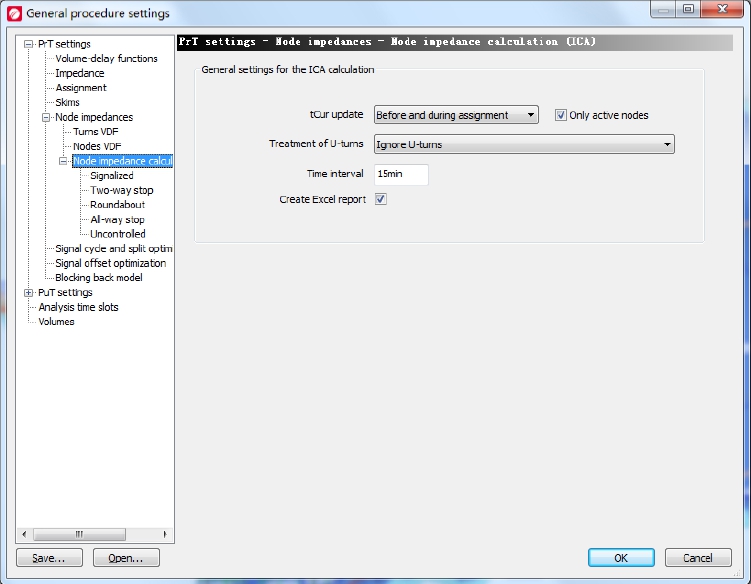 General procedure settings
PrT settings
Volume-delay functions
Impedance
Assignment
Skims
Node impedances
Turns VDF
Nodes VDF
Node impedance calcul
Signalized
Two-way stop
Roundabout
All-way stop
Uncontrolled
Signal cycle and split optim
Signal offset optimization
Blocking back model
PuT settings
Analysis time slots
Volumes
PrT settings - Node impedances - Node impedance calculation (ICA)
General settings for the ICA calculation
tCur update Before and during assignment Only active nodes
Treatment of U-turns Ignore U-turns
Time interval 15min
Create Excel report
Save... Open... OK Cancel